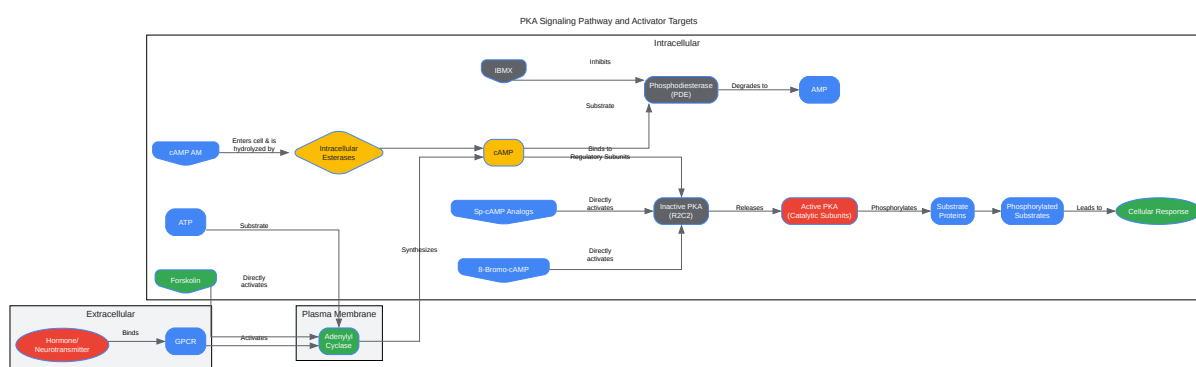 PKA Signaling Pathway and Activator Targets
Intracellular
IBMX
Inhibits
Phosphodiesterase
(PDE)
Degrades to
AMP
Substrate
cAMP AM
Enters cell & is
hydrolyzed by
Intracellular
Esterases
cAMP
Binds to
Regulatory Subunits
Sp-cAMP Analogs
Directly
activates
Inactive PKA
(R2C2)
Releases
Active PKA
(Catalytic Subunits)
Phosphorylates
Substrate
Proteins
Phosphorylated
Substrates
Leads to
Cellular Response
ATP
Substrate
Synthesizes
8-Bromo-cAMP
Directly
activates
Forskolin
Directly
activates
Extracellular
Plasma Membrane
Hormone/
Neurotransmitter
Binds
GPCR
Activates
Adenylyl
Cyclase